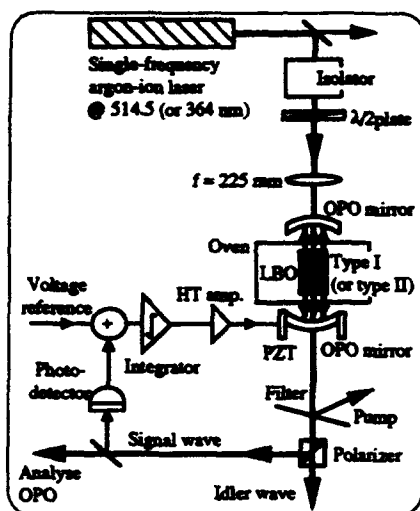 Single-frequency
argon-ion laser
@ 514.5 (or 364 nm)
Isolator
λ/2plate
f = 225 mm
OPO mirror
Oven
LBO
Type I
(or type II)
Voltage
reference
HT amp.
+
Integrator
PZT
OPO mirror
Photo-
detector
Filter
Pump
Signal wave
Polarizer
Analyse
OPO
Idler wave